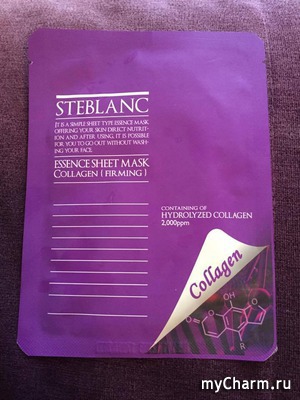 STEBLANC
IT IS A SIMPLE SHEET TYPE ESSENCE MASK
OFFERING YOUR SKIN DIRECT NUTRIT-
ION AND AFTER USING, IT IS POSSIBLE
FOR YOU TO GO OUT WITHOUT WASH-
ING YOUR FACE.
ESSENCE SHEET MASK
COLLAGEN [ FIRMING ]
CONTAINING OF
HYDROLYZED COLLAGEN
2,000ppm
Collagen
OH
O
R
myCharm.ru